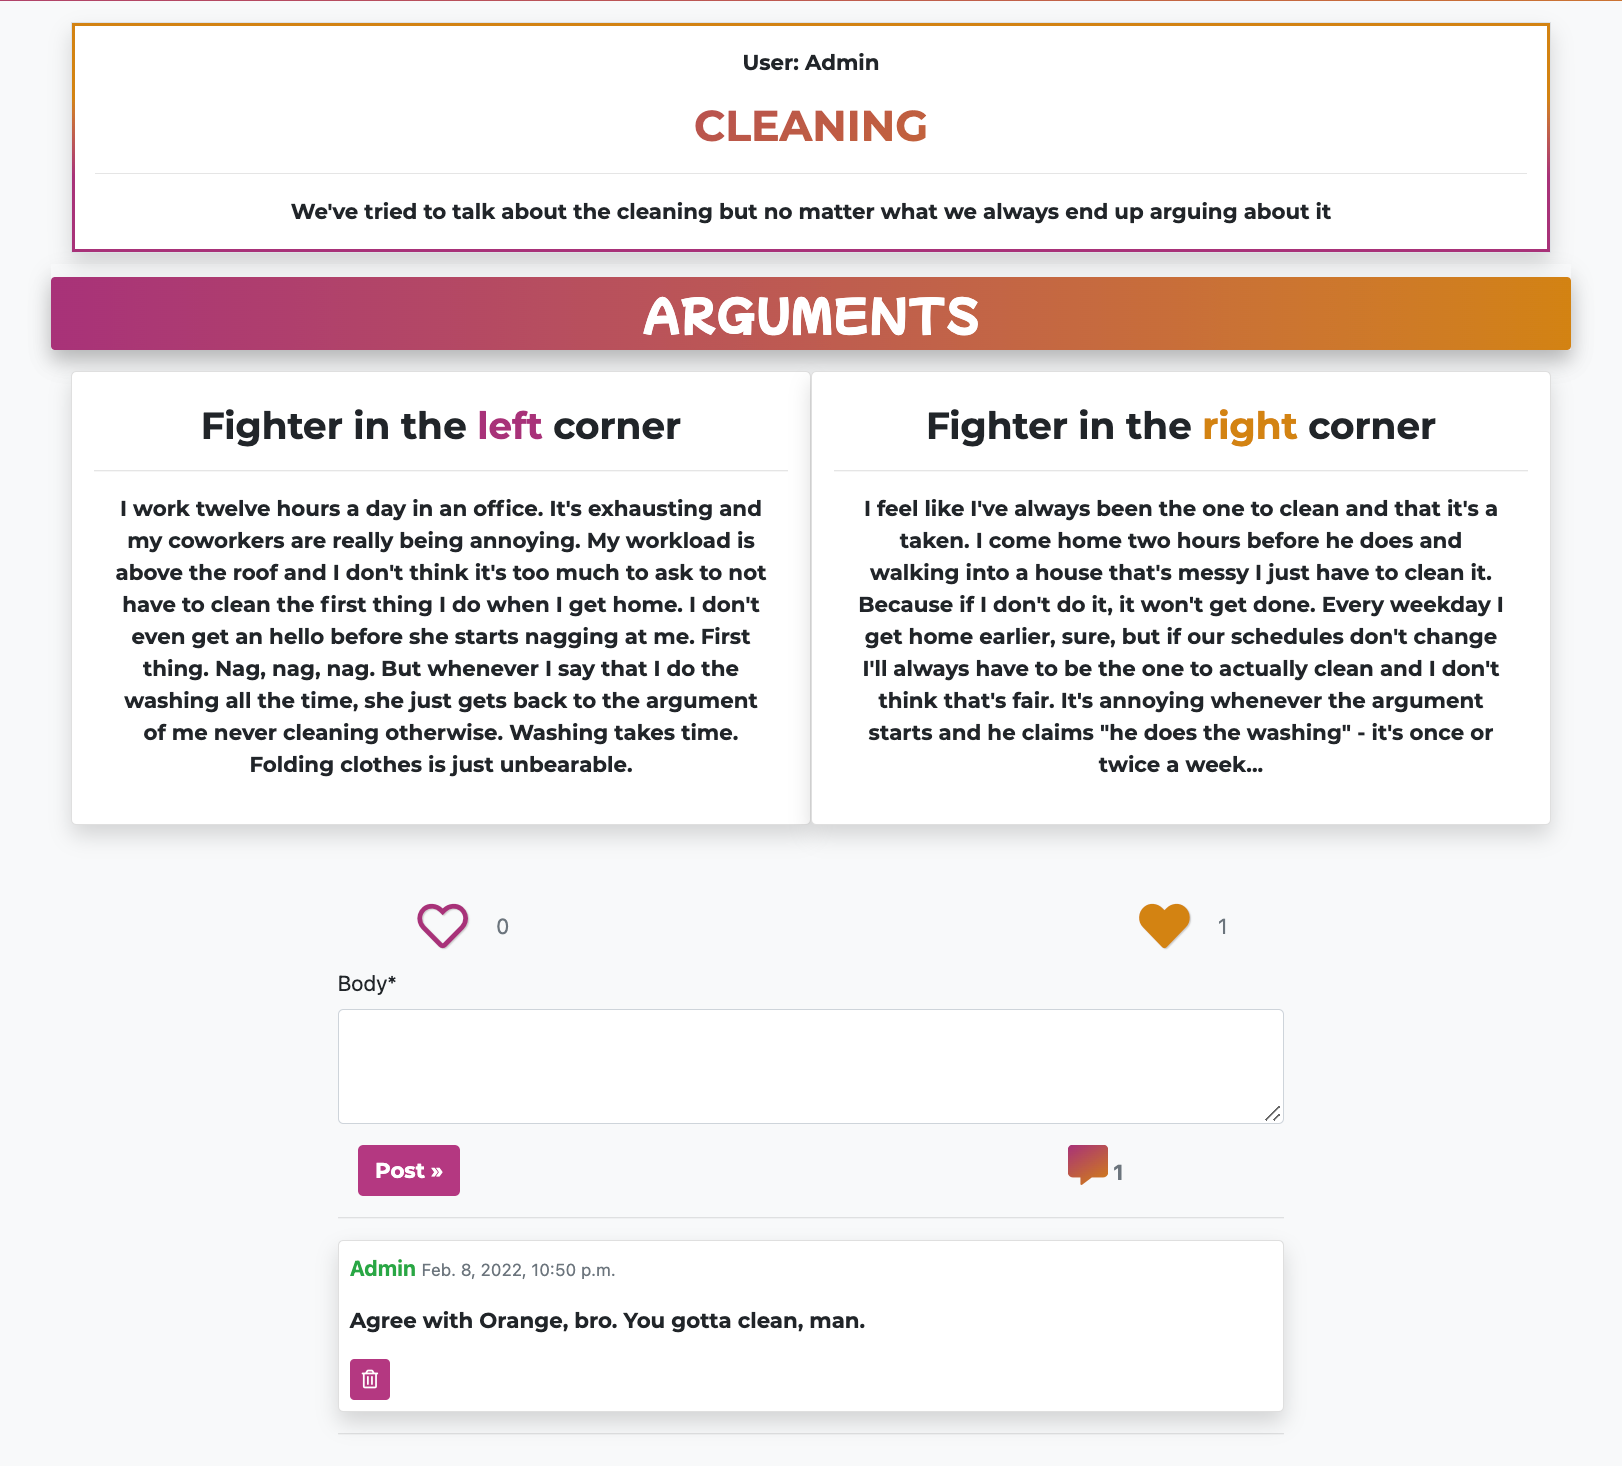 User: Admin
CLEANING
We've tried to talk about the cleaning but no matter what we always end up arguing about it
ARGUMENTS
Fighter in the left corner
I work twelve hours a day in an office. It's exhausting and
my coworkers are really being annoying. My workload is
above the roof and I don't think it's too much to ask to not
have to clean the first thing I do when I get home. I don't
even get an hello before she starts nagging at me. First
thing. Nag, nag, nag. But whenever I say that I do the
washing all the time, she just gets back to the argument
of me never cleaning otherwise. Washing takes time.
Folding clothes is just unbearable.
Fighter in the right corner
I feel like I've always been the one to clean and that it's a
taken. I come home two hours before he does and
walking into a house that's messy I just have to clean it.
Because if I don't do it, it won't get done. Every weekday I
get home earlier, sure, but if our schedules don't change
I'll always have to be the one to actually clean and I don't
think that's fair. It's annoying whenever the argument
starts and he claims "he does the washing" - it's once or
twice a week...
0
1
Body*
Post »
1
Admin Feb. 8, 2022, 10:50 p.m.
Agree with Orange, bro. You gotta clean, man.